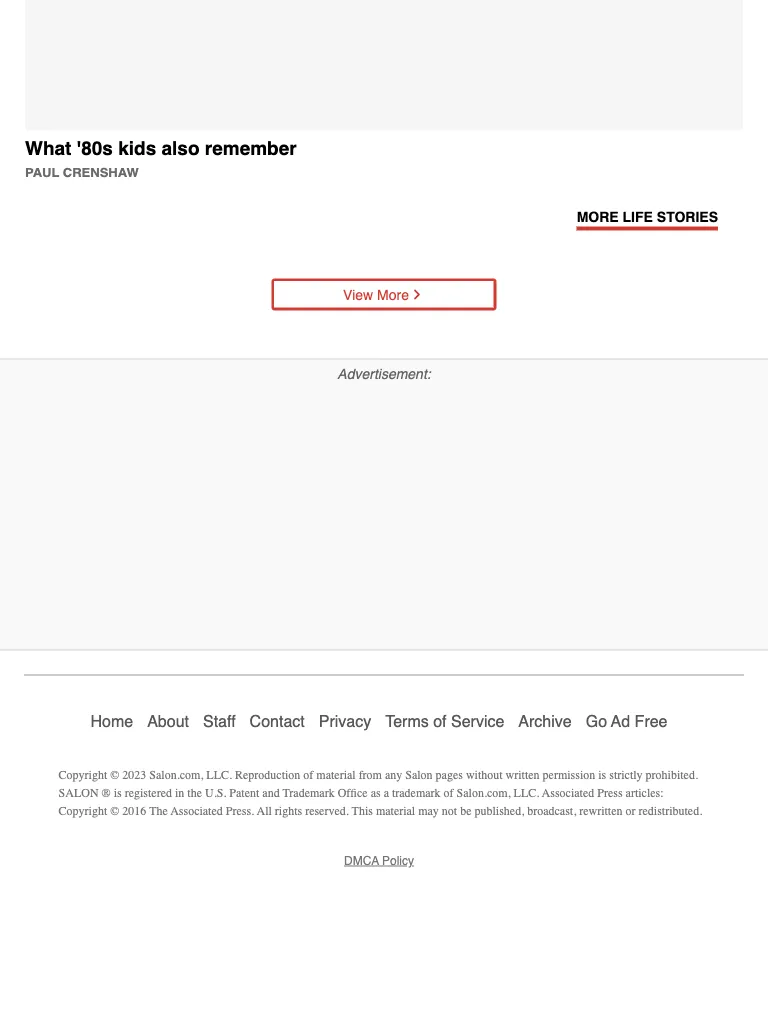 What '80s kids also remember
PAUL CRENSHAW
MORE LIFE STORIES
View More
Advertisement:
Home About Staff Contact Privacy Terms of Service Archive Go Ad Free
Copyright © 2023 Salon.com, LLC. Reproduction of material from any Salon pages without written permission is strictly prohibited.
SALON ® is registered in the U.S. Patent and Trademark Office as a trademark of Salon.com, LLC. Associated Press articles:
Copyright © 2016 The Associated Press. All rights reserved. This material may not be published, broadcast, rewritten or redistributed.
DMCA Policy